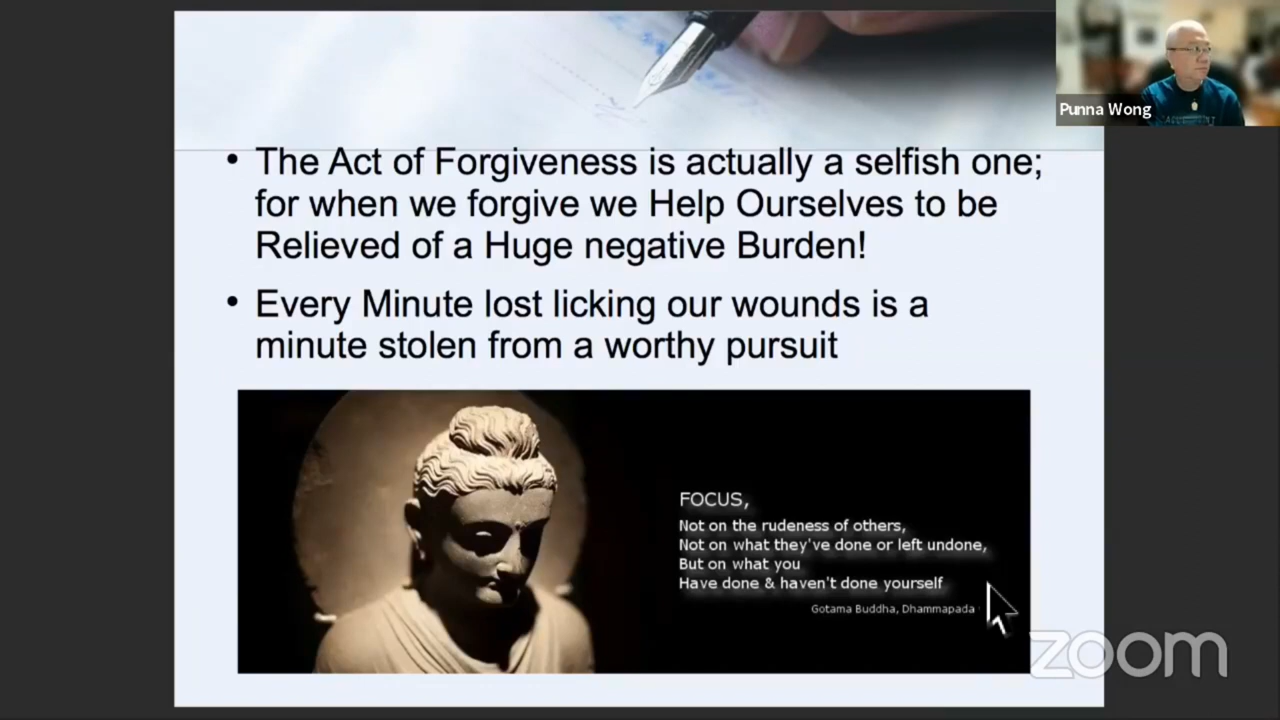 Punna Wong
• The Act of Forgiveness is actually a selfish one;
for when we forgive we Help Ourselves to be
Relieved of a Huge negative Burden!
• Every Minute lost licking our wounds is a
minute stolen from a worthy pursuit
FOCUS,
Not on the rudeness of others,
Not on what they've done or left undone,
But on what you
Have done & haven't done yourself
Gotama Buddha, Dhammapada
zoom